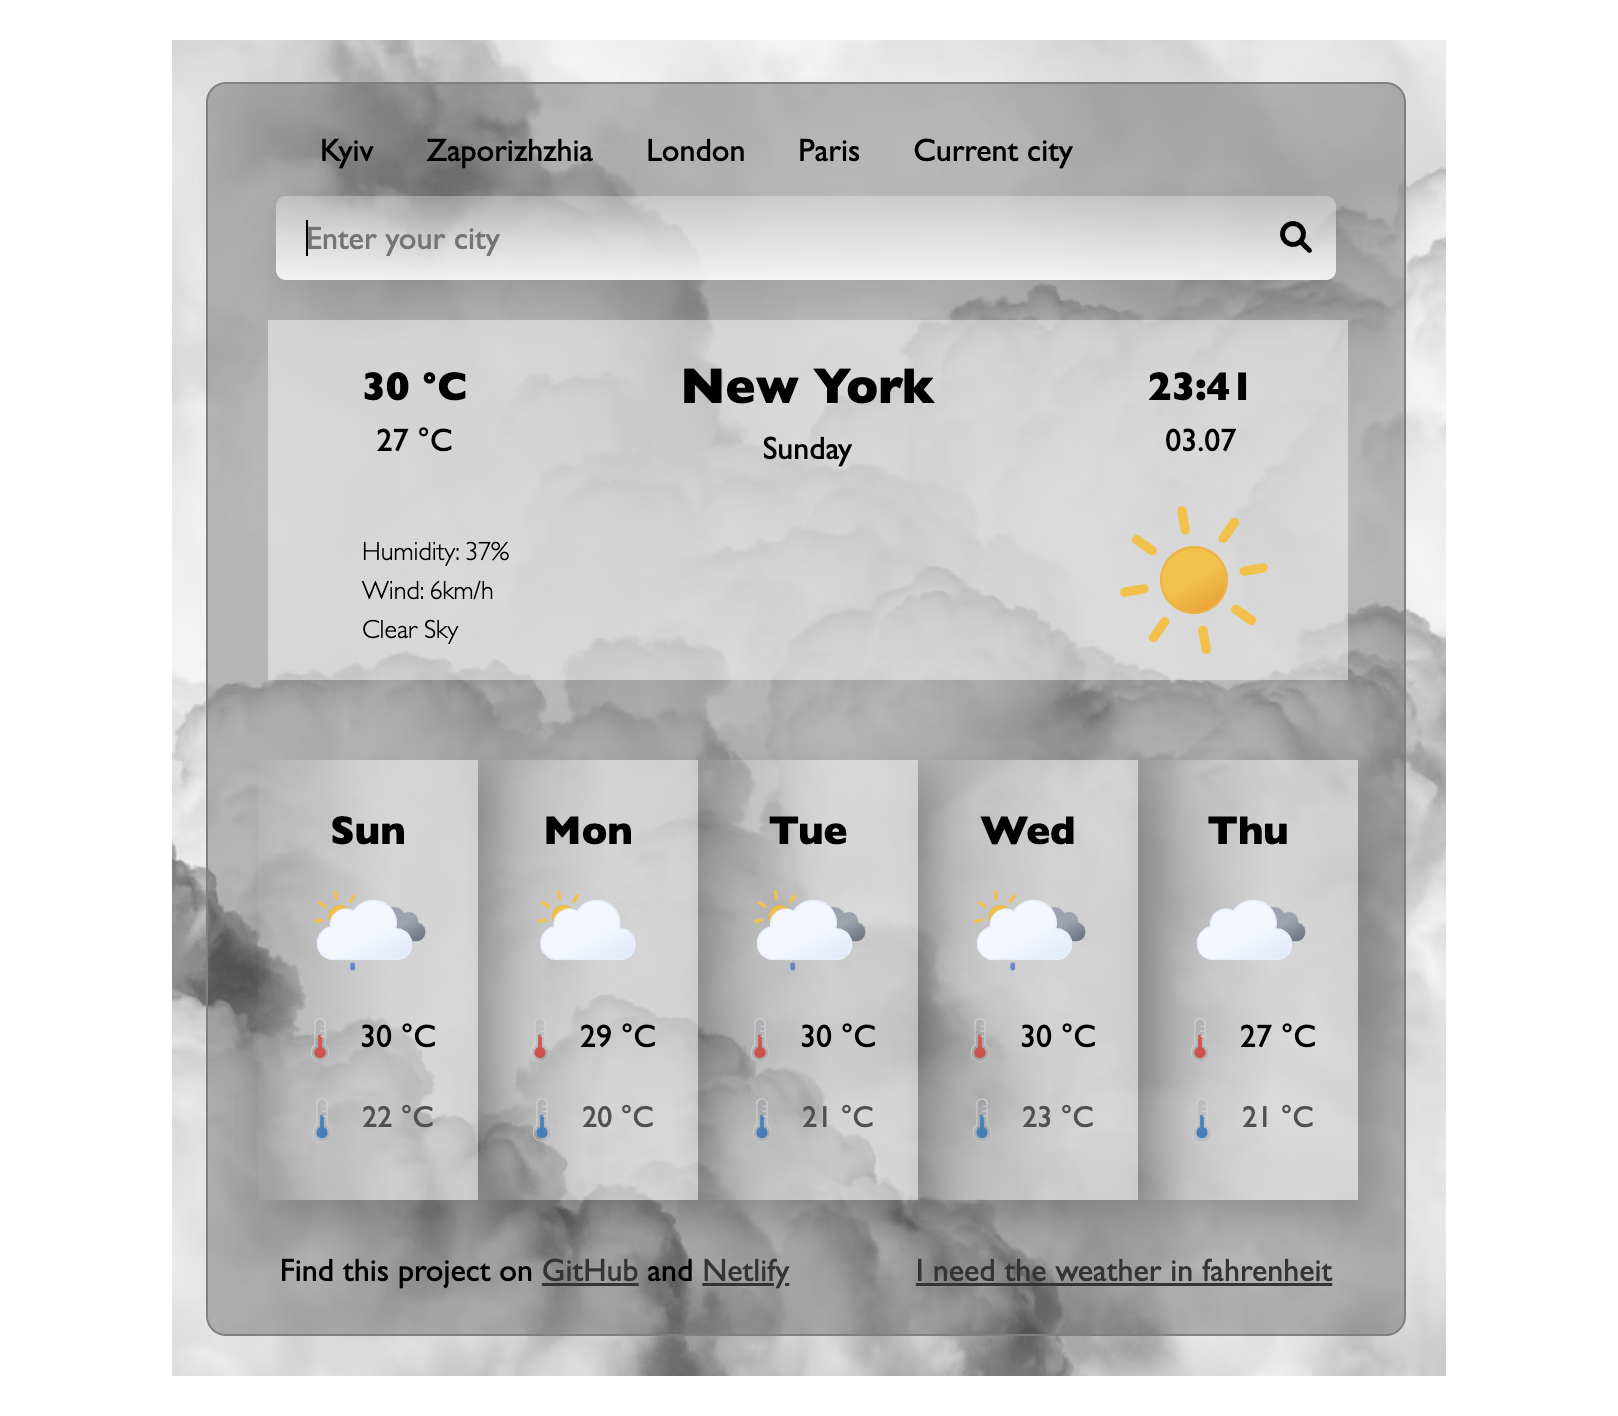 Kyiv Zaporizhzhia London Paris Current city
Enter your city
30 °C New York 23:41
27 °C Sunday 03.07
Humidity: 37%
Wind: 6km/h
Clear Sky
Sun Mon Tue Wed Thu
30 °C 29 °C 30 °C 30 °C 27 °C
22 °C 20 °C 21 °C 23 °C 21 °C
Find this project on GitHub and Netlify I need the weather in fahrenheit